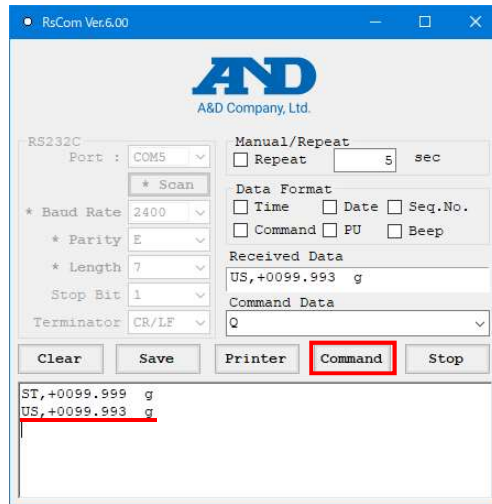 RsCom Ver.6.00
AND
A&D Company, Ltd.
RS232C
Port : COM5
* Scan
* Baud Rate 2400
* Parity E
* Length 7
Stop Bit 1
Terminator CR/LF
Manual/Repeat
Repeat 5 sec
Data Format
Time Date Seq.No.
Command PU Beep
Received Data
US,+0099.993 g
Command Data
Q
Clear Save Printer Command Stop
ST,+0099.999 g
US,+0099.993 g